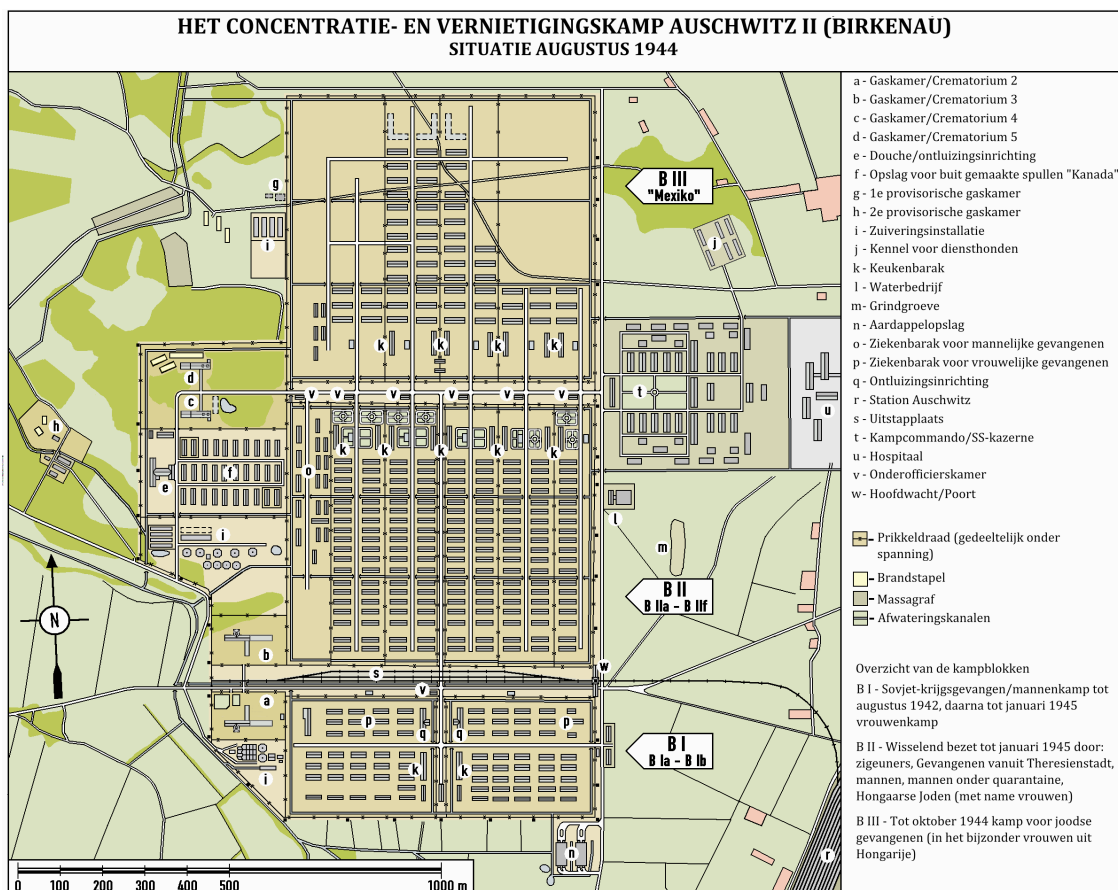 HET CONCENTRATIE- EN VERNIETIGINGSKAMP AUSCHWITZ II (BIRKENAU)
SITUATIE AUGUSTUS 1944
a - Gaskamer/Crematorium 2
b - Gaskamer/Crematorium 3
c - Gaskamer/Crematorium 4
d - Gaskamer/Crematorium 5
e - Douche/ontluizingsinrichting
f - Opslag voor buit gemaakte spullen "Kanada"
g - 1e provisorische gaskamer
h - 2e provisorische gaskamer
i - Zuiveringsinstallatie
j - Kennel voor diensthonden
k - Keukenbarak
l - Waterbedrijf
m - Grindgroeve
n - Aardappelopslag
o - Ziekenbarak voor mannelijke gevangenen
p - Ziekenbarak voor vrouwelijke gevangenen
q - Ontluizingsinrichting
r - Station Auschwitz
s - Uitstapplaats
t - Kampcommando/SS-kazerne
u - Hospitaal
v - Onderofficierskamer
w - Hoofdwacht/Poort
Prikkeldraad (gedeeltelijk onder
spanning)
Brandstapel
Massagraf
Afwateringskanalen
Overzicht van de kampblokken
B I - Sovjet-krijgsgevangen/mannenkamp tot
augustus 1942, daarna tot januari 1945
vrouwenkamp
B II - Wisselend bezet tot januari 1945 door:
zigeuners, Gevangenen vanuit Theresienstadt,
mannen, mannen onder quarantaine,
Hongaarse Joden (met name vrouwen)
B III - Tot oktober 1944 kamp voor joodse
gevangenen (in het bijzonder vrouwen uit
Hongarije)
B III
"Mexiko"
g
i
j
k k k k
d
v v v v v
t
c
u
h
k k k k k
o
f
e
l
i
m
B II
B IIa - B IIf
N
b
w
s
v
a
p p
q q
B I
B Ia - B Ib
k k
i
n
r
0 100 200 300 400 500 1000 m